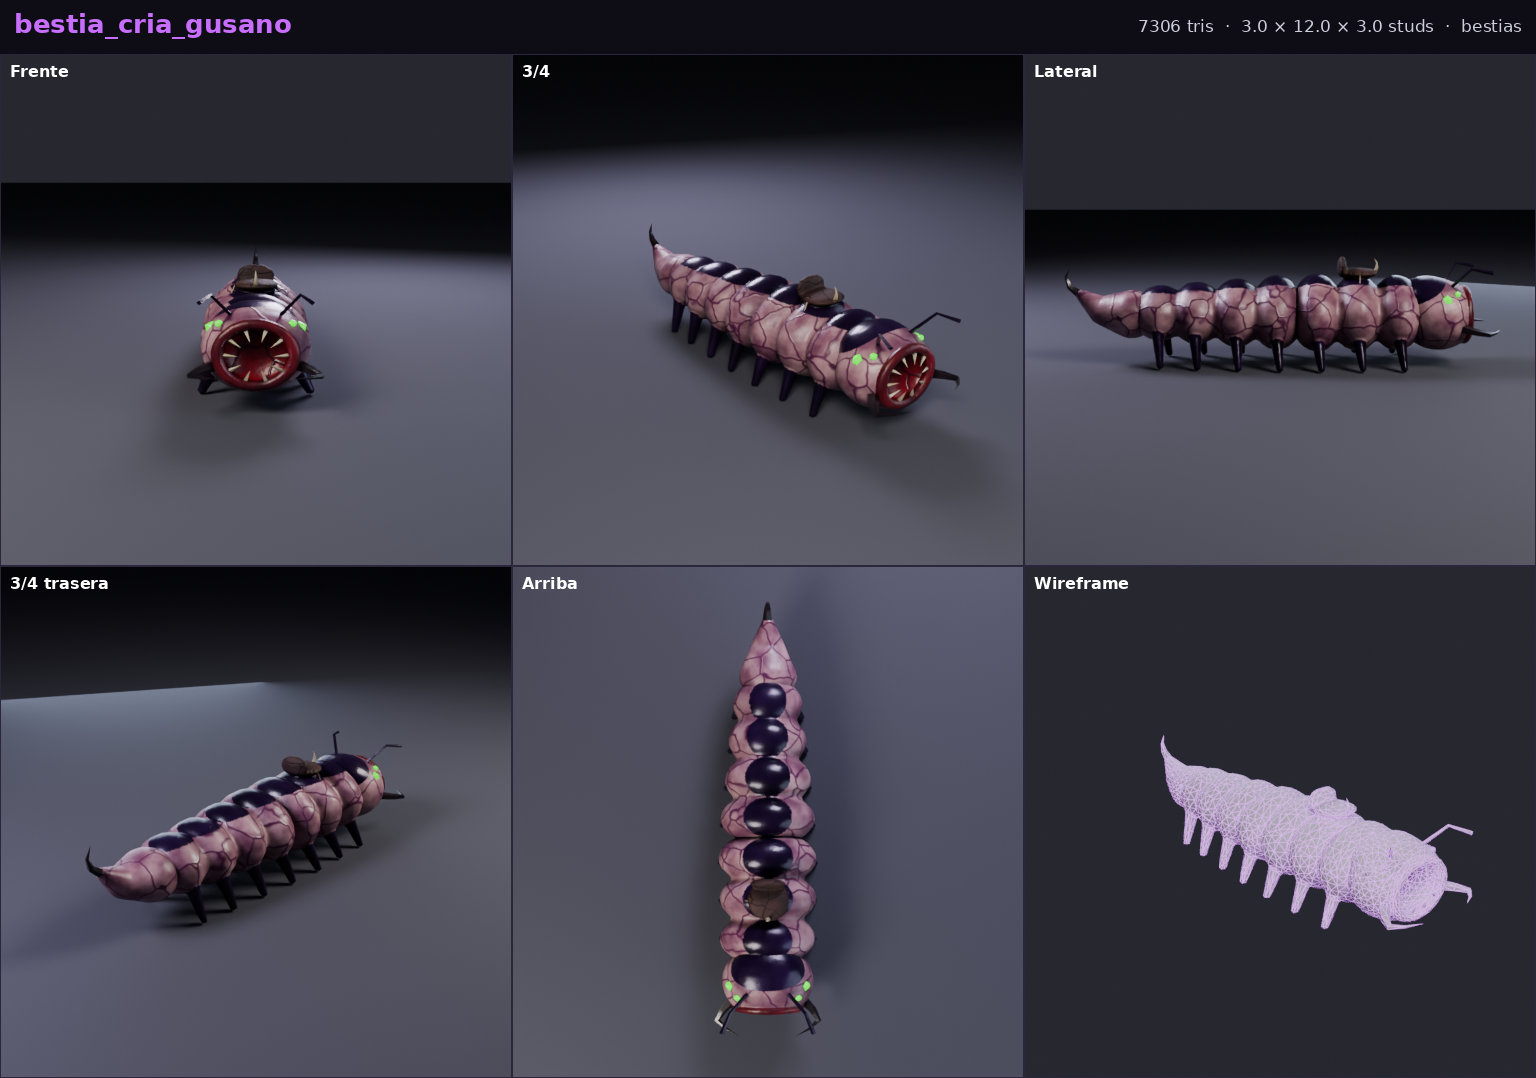 bestia_cria_gusano
7306 tris · 3.0 × 12.0 × 3.0 studs · bestias
Frente
3/4
Lateral
3/4 trasera
Arriba
Wireframe